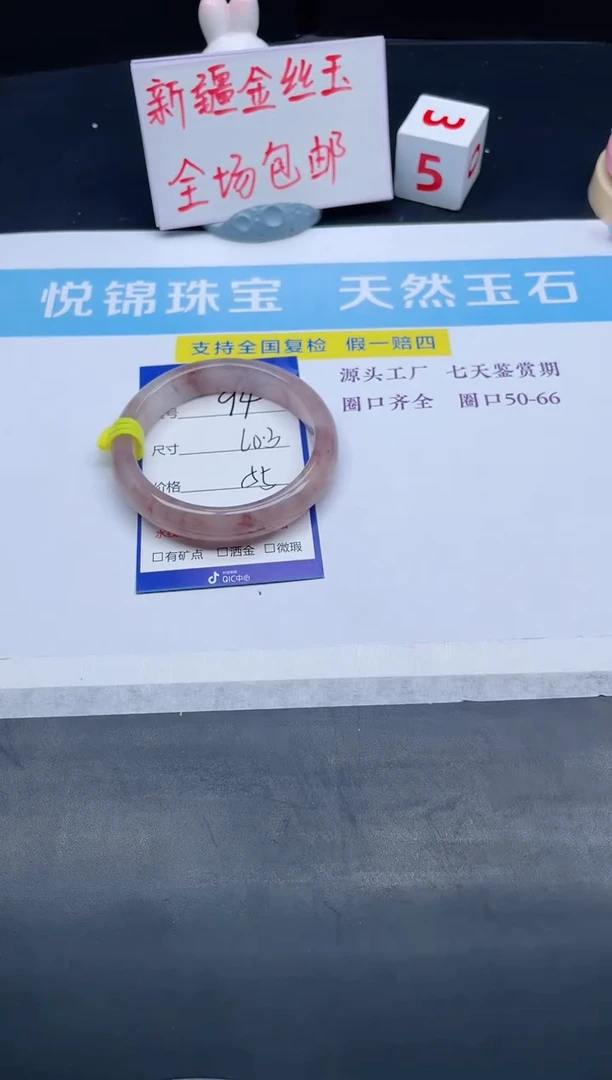 新疆金丝玉
全场包邮
3
5
悦锦珠宝 天然玉石
支持全国复检 假一赔四
源头工厂 七天鉴赏期
圈口齐全 圈口50-66
号 94
尺寸 60.3
价格 55
□有矿点 □洒金 □微瑕
QIC中心